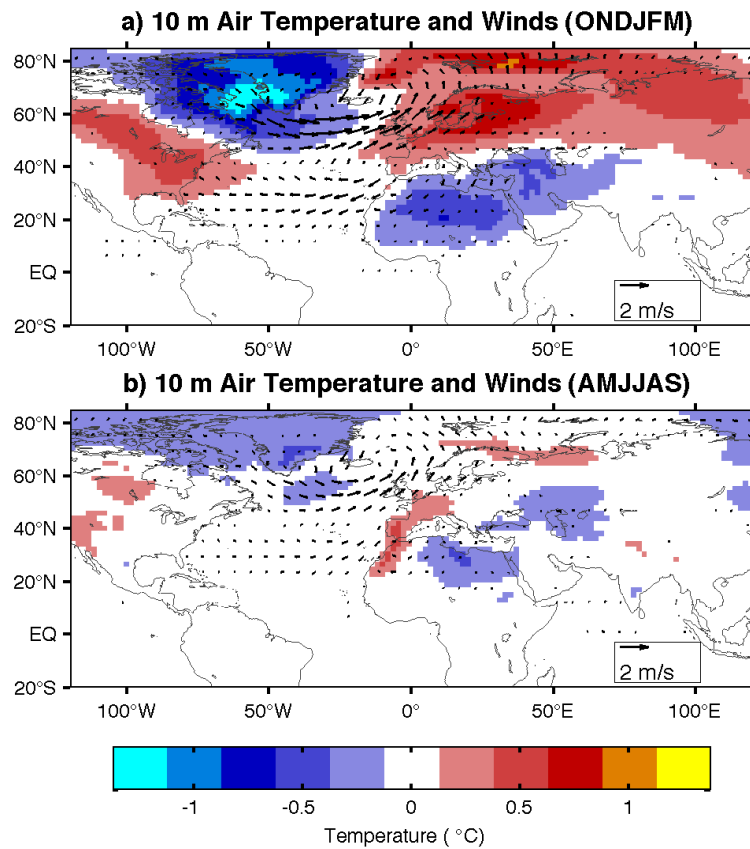 a) 10 m Air Temperature and Winds (ONDJFM)
80°N
60°N
40°N
20°N
EQ
20°S
2 m/s
100°W 50°W 0° 50°E 100°E
b) 10 m Air Temperature and Winds (AMJJAS)
80°N
60°N
40°N
20°N
EQ
20°S
2 m/s
100°W 50°W 0° 50°E 100°E
-1 -0.5 0 0.5 1
Temperature ( °C)